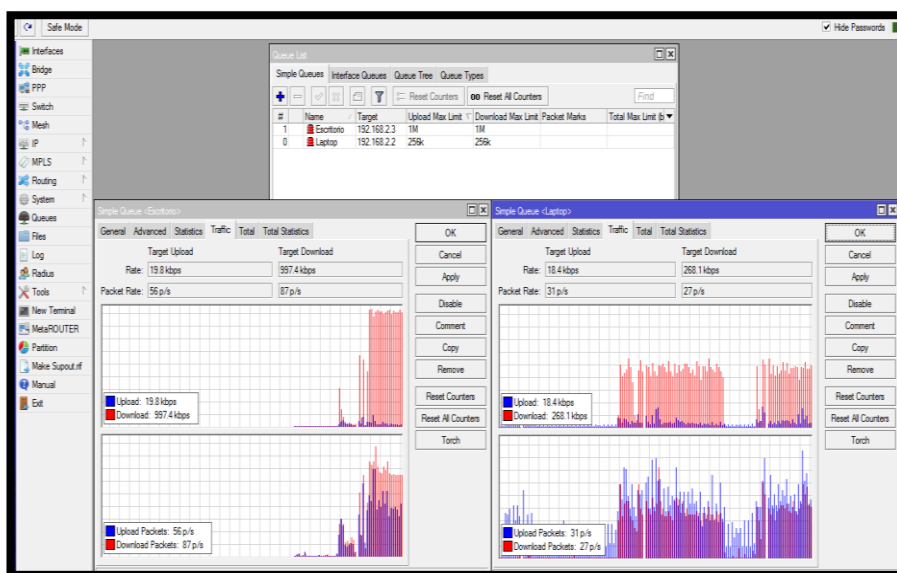 Safe Mode
Hide Passwords
Interfaces
Bridge
PPP
Switch
Mesh
IP
MPLS
Routing
System
Queues
Files
Log
Radius
Tools
New Terminal
MetaROUTER
Partition
Make Supout.rif
Manual
Exit
Queue List
Simple Queues Interface Queues Queue Tree Queue Types
Reset Counters 00 Reset All Counters Find
# Name Target Upload Max Limit Download Max Limit Packet Marks Total Max Limit (b
1 Escritorio 192.168.2.3 1M 1M
0 Laptop 192.168.2.2 256k 256k
Simple Queue <Escritorio>
General Advanced Statistics Traffic Total Total Statistics
Target Upload Target Download
Rate: 19.8 kbps 997.4 kbps
Packet Rate: 56 p/s 87 p/s
Upload: 19.8 kbps
Download: 997.4 kbps
Upload Packets: 56 p/s
Download Packets: 87 p/s
OK
Cancel
Apply
Disable
Comment
Copy
Remove
Reset Counters
Reset All Counters
Torch
Simple Queue <Laptop>
General Advanced Statistics Traffic Total Total Statistics
Target Upload Target Download
Rate: 18.4 kbps 268.1 kbps
Packet Rate: 31 p/s 27 p/s
Upload: 18.4 kbps
Download: 268.1 kbps
Upload Packets: 31 p/s
Download Packets: 27 p/s
OK
Cancel
Apply
Disable
Comment
Copy
Remove
Reset Counters
Reset All Counters
Torch